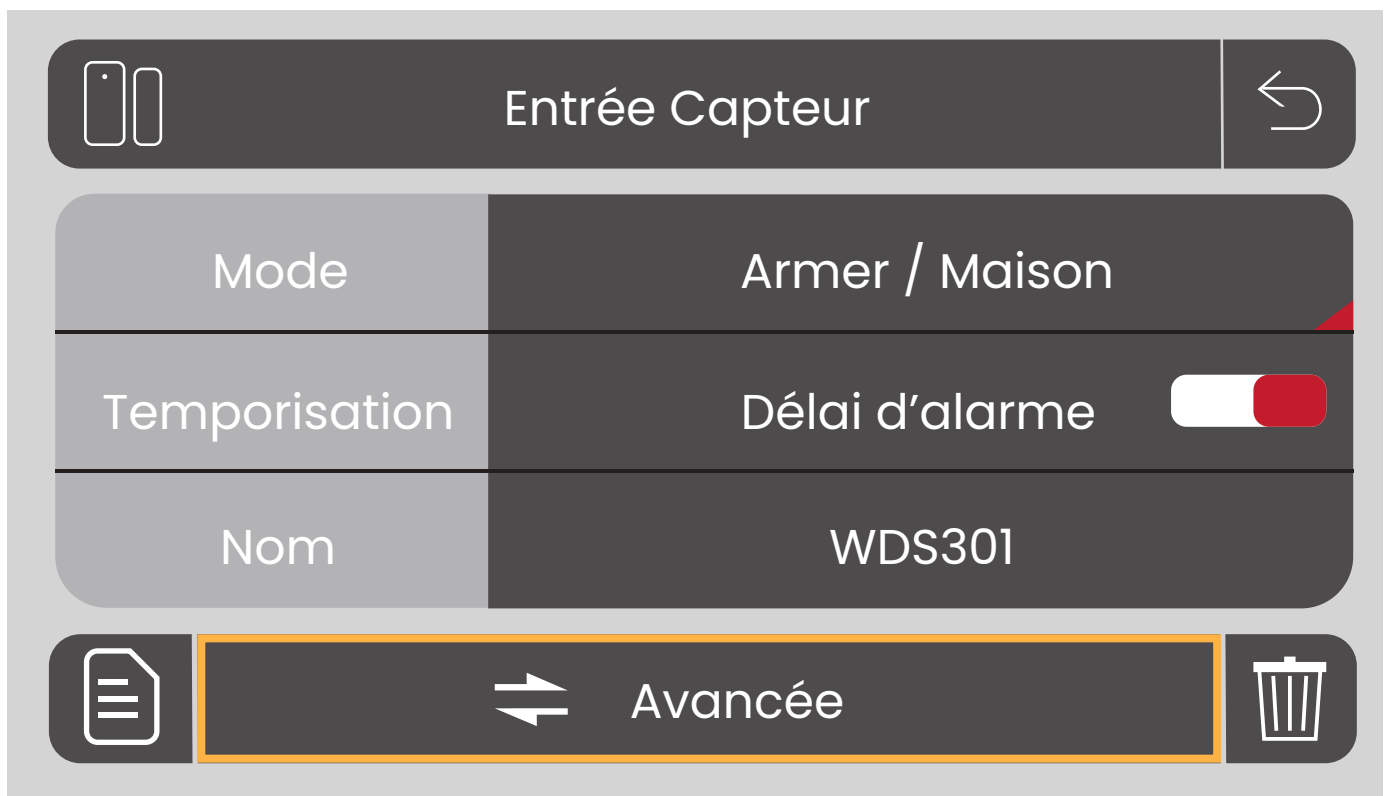 Entrée Capteur
Mode
Armer / Maison
Temporisation
Délai d’alarme
Nom
WDS301
Avancée